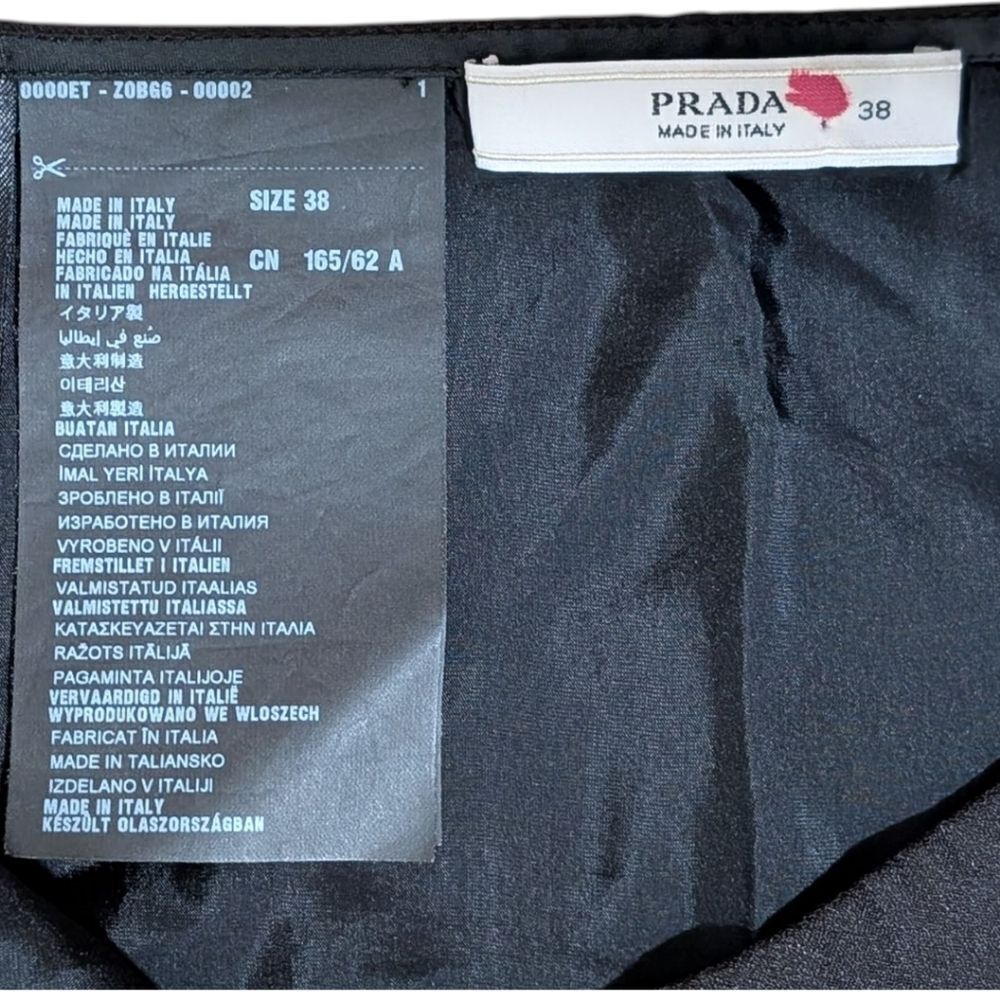 0000ET - Z0BG6 - 00002 1
PRADA 38
MADE IN ITALY
MADE IN ITALY SIZE 38
MADE IN ITALY
FABRIQUÈ EN ITALIE
HECHO EN ITALIA CN 165/62 A
FABRICADO NA ITÁLIA
IN ITALIEN HERGESTELLT
イタリア製
صُنع في إيطاليا
意大利制造
이테리산
意大利製造
BUATAN ITALIA
СДЕЛАНО В ИТАЛИИ
İMAL YERİ İTALYA
ЗРОБЛЕНО В ІТАЛІЇ
ИЗРАБОТЕНО В ИТАЛИЯ
VYROBENO V ITÁLII
FREMSTILLET I ITALIEN
VALMISTATUD ITAALIAS
VALMISTETTU ITALIASSA
ΚΑΤΑΣΚΕΥΑΖΕΤΑΙ ΣΤΗΝ ΙΤΑΛΙΑ
RAŽOTS ITĀLIJĀ
PAGAMINTA ITALIJOJE
VERVAARDIGD IN ITALIË
WYPRODUKOWANO WE WLOSZECH
FABRICAT ÎN ITALIA
MADE IN TALIANSKO
IZDELANO V ITALIJI
MADE IN ITALY
KÉSZÜLT OLASZORSZÁGBAN